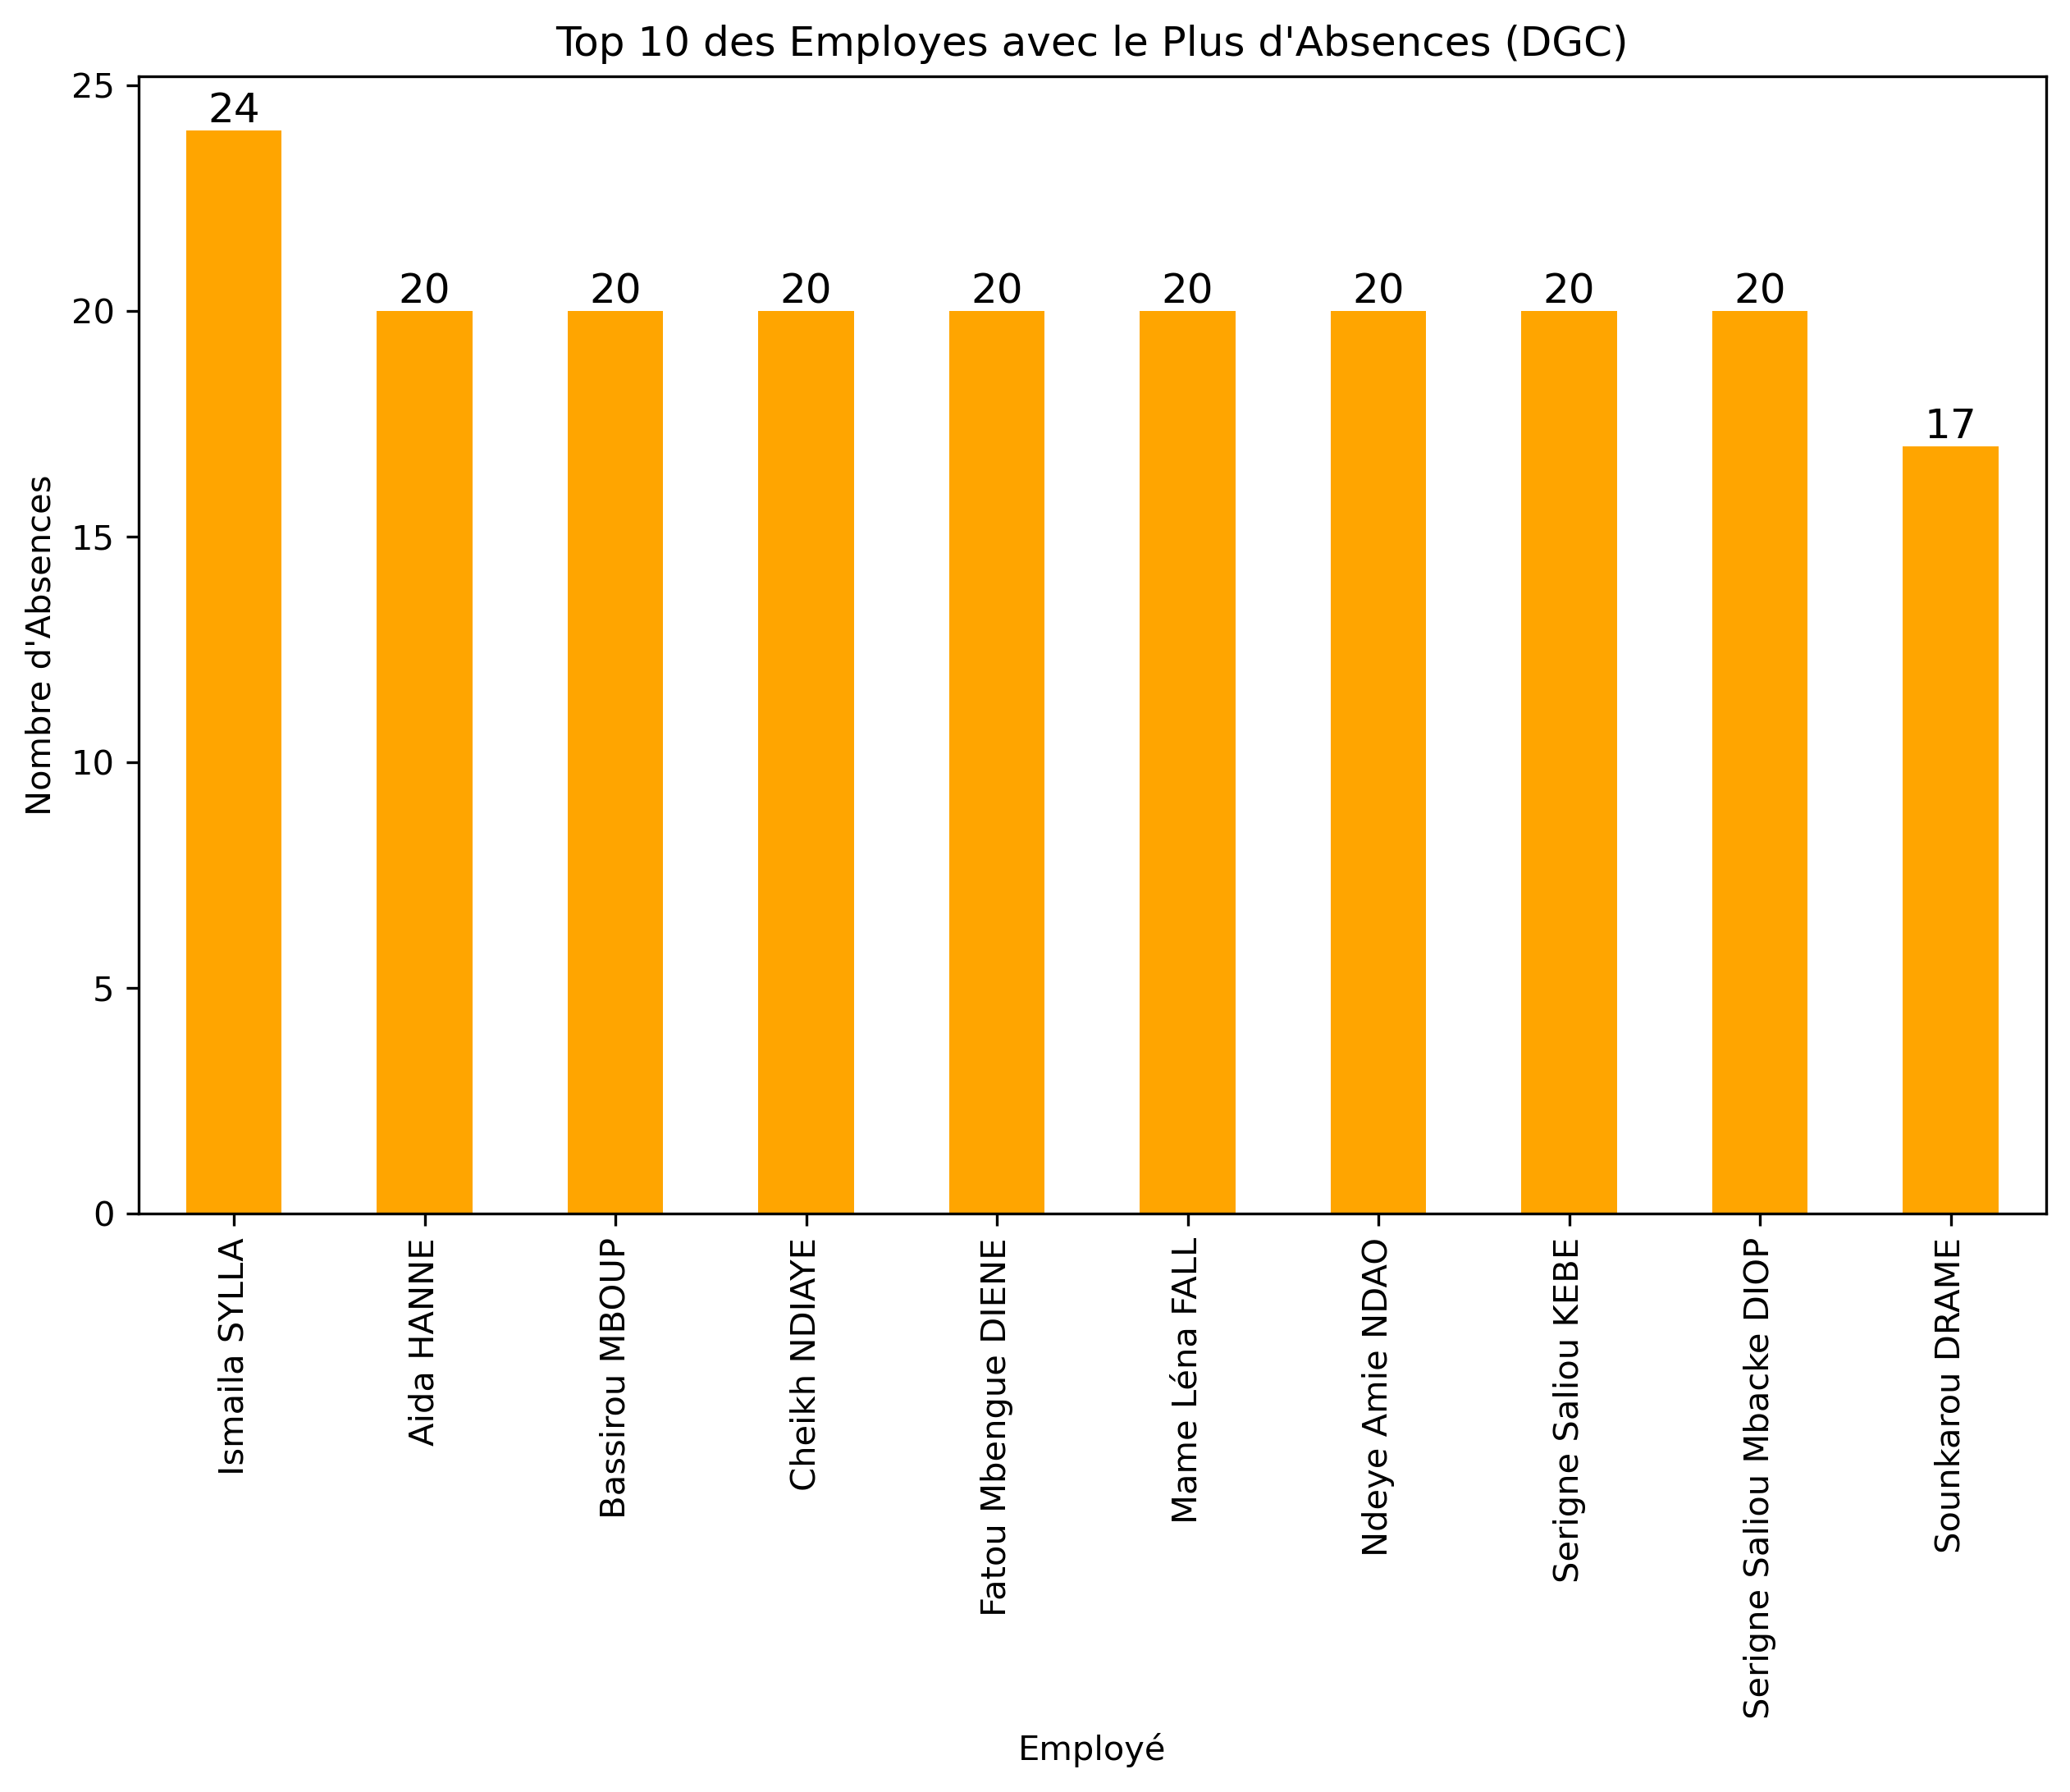 Top 10 des Employes avec le Plus d'Absences (DGC)
Nombre d'Absences
25
20
15
10
5
0
24
20
20
20
20
20
20
20
20
17
Ismaila SYLLA
Aida HANNE
Bassirou MBOUP
Cheikh NDIAYE
Fatou Mbengue DIENE
Mame Léna FALL
Ndeye Amie NDAO
Serigne Saliou KEBE
Serigne Saliou Mbacke DIOP
Sounkarou DRAME
Employé